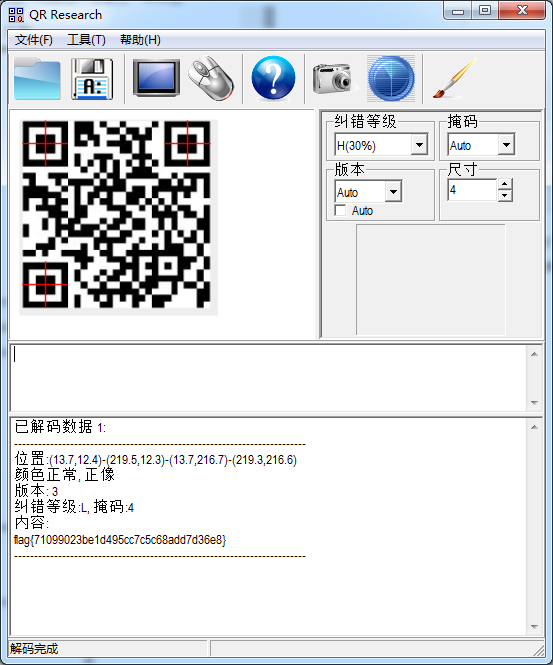 QR Research
文件(F) 工具(T) 帮助(H)
A:
纠错等级
掩码
H(30%)
Auto
版本
尺寸
Auto
4
Auto
已解码数据 1:
------------------------------------------------------------------------
位置:(13.7,12.4)-(219.5,12.3)-(13.7,216.7)-(219.3,216.6)
颜色正常, 正像
版本: 3
纠错等级:L, 掩码:4
内容:
flag{71099023be1d495cc7c5c68add7d36e8}
------------------------------------------------------------------------
解码完成